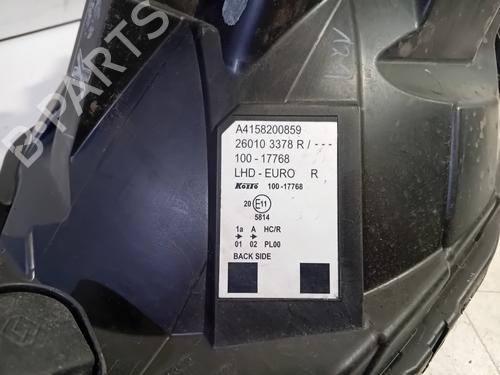 B-PARTS
A4158200859
26010 3378 R / ---
100 - 17768
LHD - EURO R
Koito 100 -17768
20 E11
5814
1a A HC/R
01 02 PL00
BACK SIDE